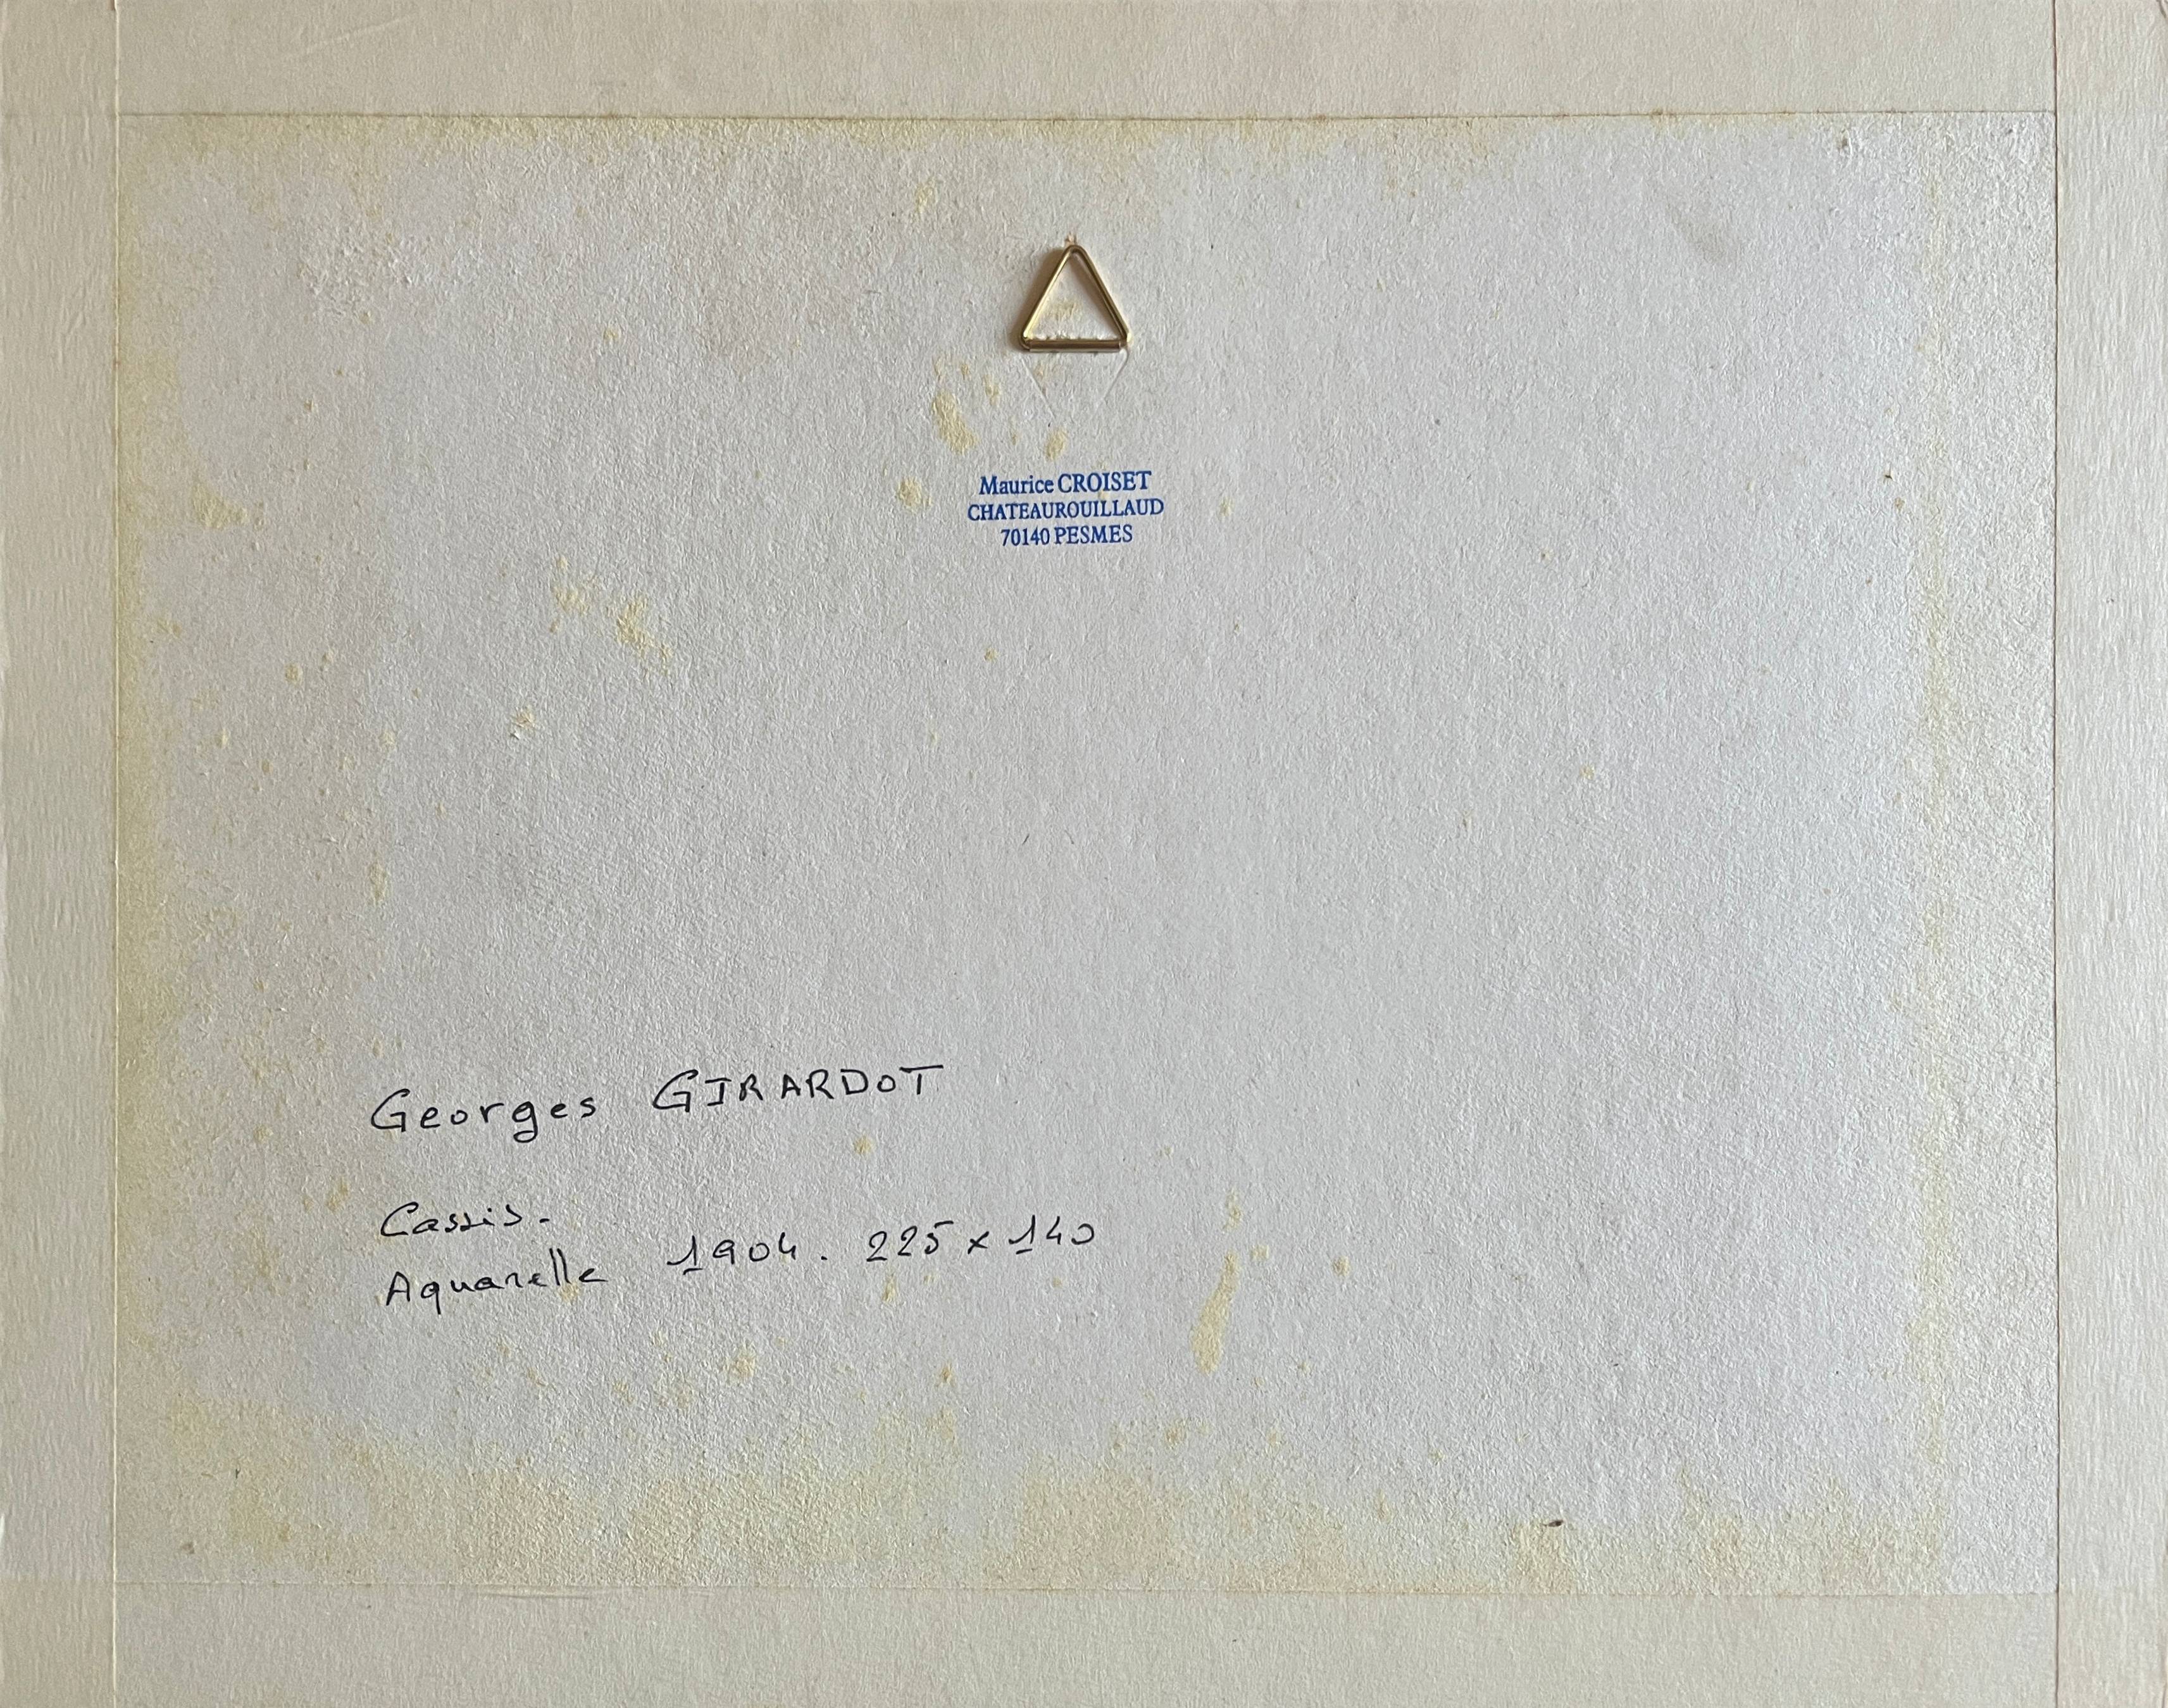 Maurice CROISET
CHATEAUROUILLAUD
70140 PESMES
Georges GIRARDOT
Cassis.
Aquarelle 1904. 225 x 140